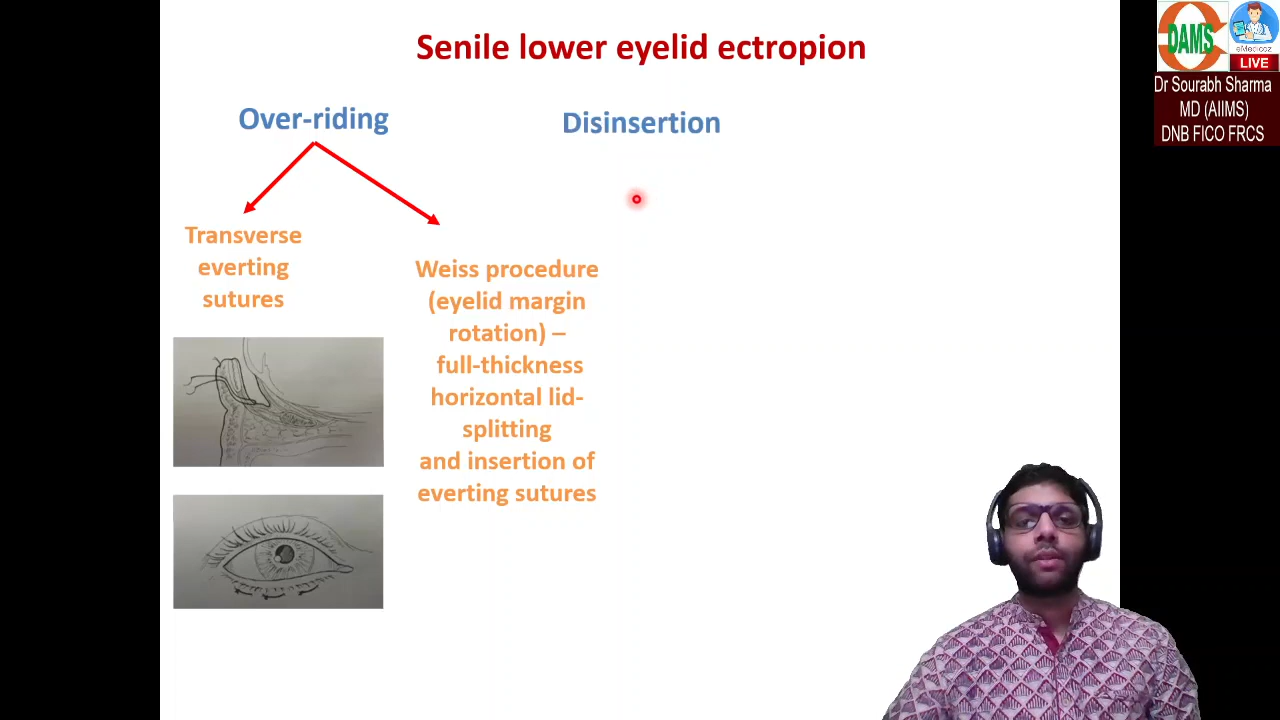 Senile lower eyelid ectropion
Over-riding
Disinsertion
Transverse
everting
sutures
Weiss procedure
(eyelid margin
rotation) –
full-thickness
horizontal lid-
splitting
and insertion of
everting sutures
DAMS
eMedicoz
LIVE
Dr Sourabh Sharma
MD (AIIMS)
DNB FICO FRCS